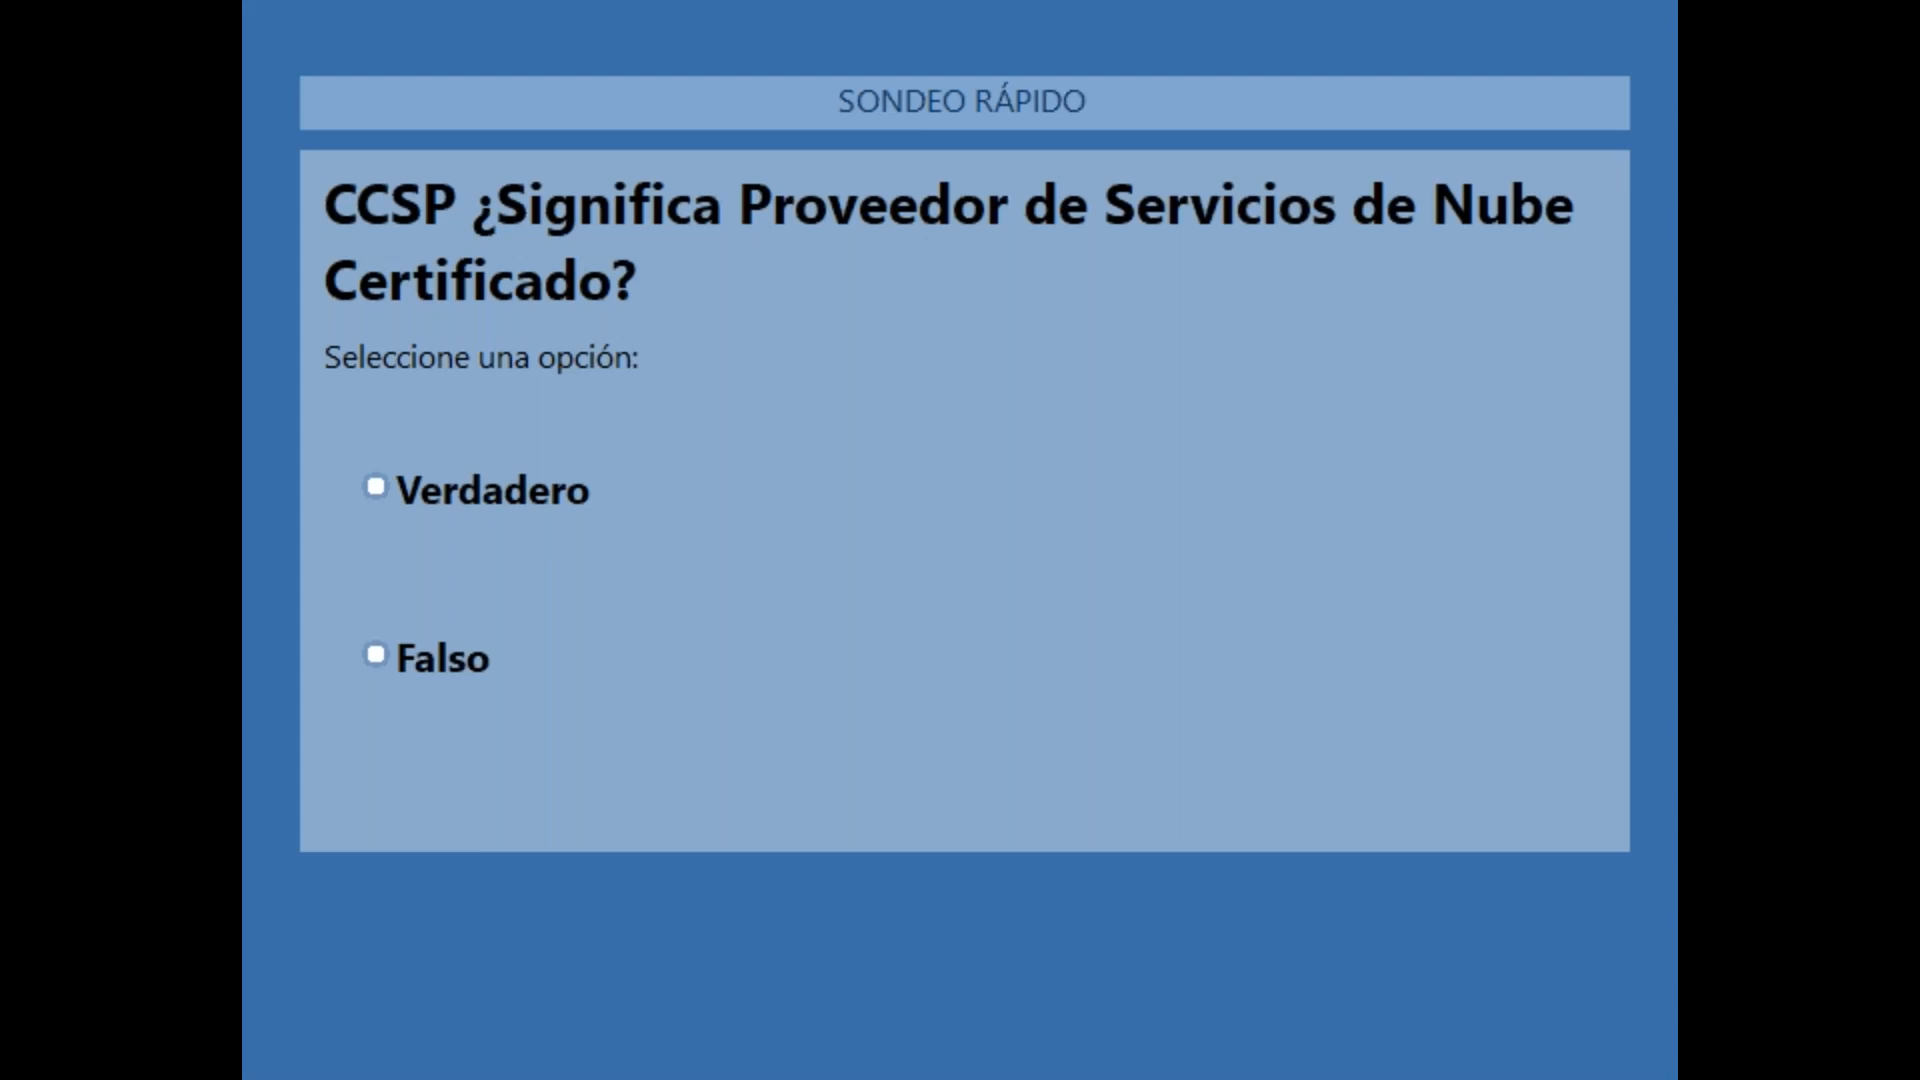 SONDEO RÁPIDO
CCSP ¿Significa Proveedor de Servicios de Nube
Certificado?
Seleccione una opción:
Verdadero
Falso